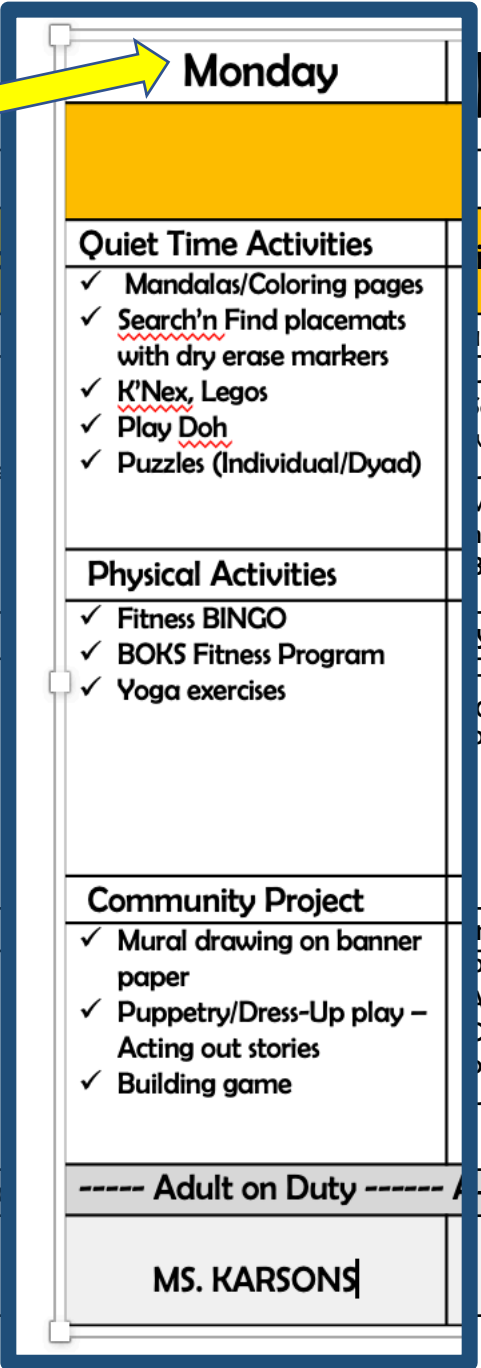 Monday
Quiet Time Activities
✓ Mandalas/Coloring pages
✓ Search'n Find placemats
with dry erase markers
✓ K'Nex, Legos
✓ Play Doh
✓ Puzzles (Individual/Dyad)
Physical Activities
✓ Fitness BINGO
✓ BOKS Fitness Program
✓ Yoga exercises
Community Project
✓ Mural drawing on banner
paper
✓ Puppetry/Dress-Up play –
Acting out stories
✓ Building game
----- Adult on Duty ------ A
MS. KARSONS